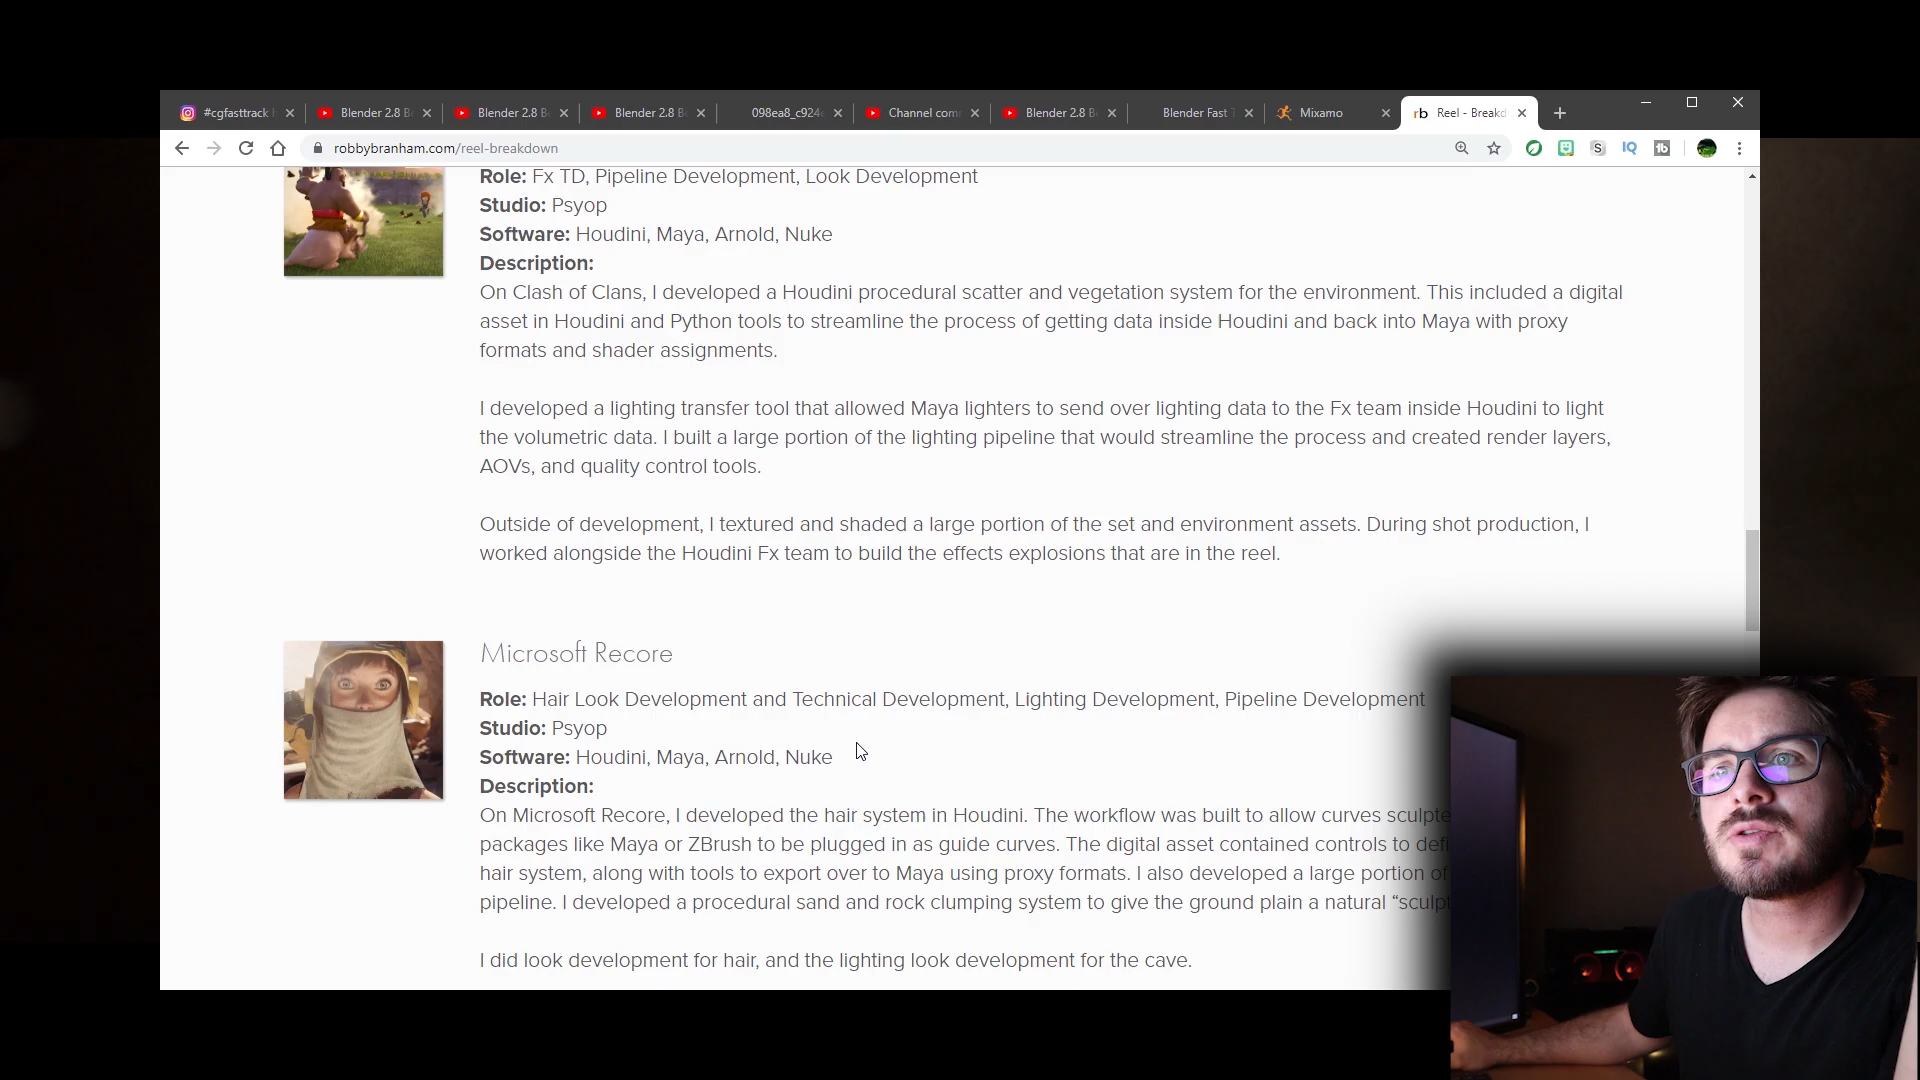 #cgfasttrack
Blender 2.8 B
Blender 2.8 B
Blender 2.8 B
098ea8_c924
Channel com
Blender 2.8 B
Blender Fast T
Mixamo
rb Reel - Breakd
robbybranham.com/reel-breakdown
S IQ tb
Role: Fx TD, Pipeline Development, Look Development
Studio: Psyop
Software: Houdini, Maya, Arnold, Nuke
Description:
On Clash of Clans, I developed a Houdini procedural scatter and vegetation system for the environment. This included a digital
asset in Houdini and Python tools to streamline the process of getting data inside Houdini and back into Maya with proxy
formats and shader assignments.
I developed a lighting transfer tool that allowed Maya lighters to send over lighting data to the Fx team inside Houdini to light
the volumetric data. I built a large portion of the lighting pipeline that would streamline the process and created render layers,
AOVs, and quality control tools.
Outside of development, I textured and shaded a large portion of the set and environment assets. During shot production, I
worked alongside the Houdini Fx team to build the effects explosions that are in the reel.
Microsoft Recore
Role: Hair Look Development and Technical Development, Lighting Development, Pipeline Development
Studio: Psyop
Software: Houdini, Maya, Arnold, Nuke
Description:
On Microsoft Recore, I developed the hair system in Houdini. The workflow was built to allow curves sculpte
packages like Maya or ZBrush to be plugged in as guide curves. The digital asset contained controls to defi
hair system, along with tools to export over to Maya using proxy formats. I also developed a large portion of
pipeline. I developed a procedural sand and rock clumping system to give the ground plain a natural “sculpt
I did look development for hair, and the lighting look development for the cave.